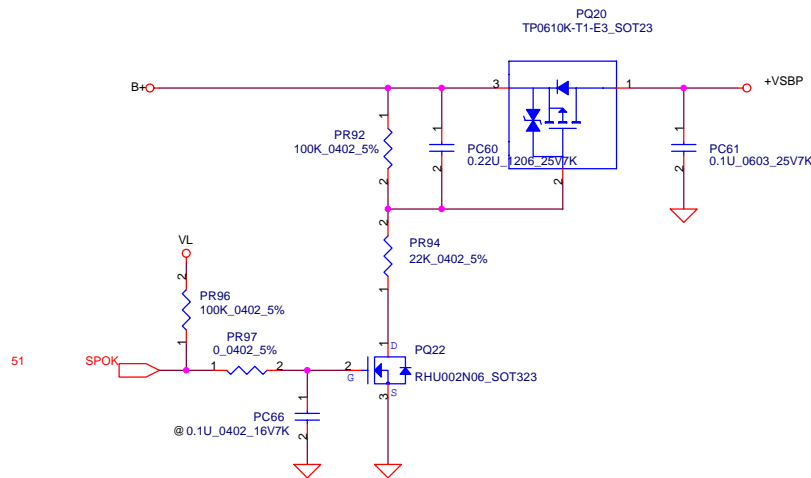 PQ20
TP0610K-T1-E3_SOT23
B+
3
1
+VSBP
1
PR92
100K_0402_5%
2
1
PC60
0.22U_1206_25V7K
2
2
1
PC61
0.1U_0603_25V7K
2
VL
2
PR94
22K_0402_5%
1
2
PR96
100K_0402_5%
1
PR97
0_0402_5%
51
SPOK
1
2
2
G
1
D
PQ22
RHU002N06_SOT323
3
S
1
PC66
@ 0.1U_0402_16V7K
2